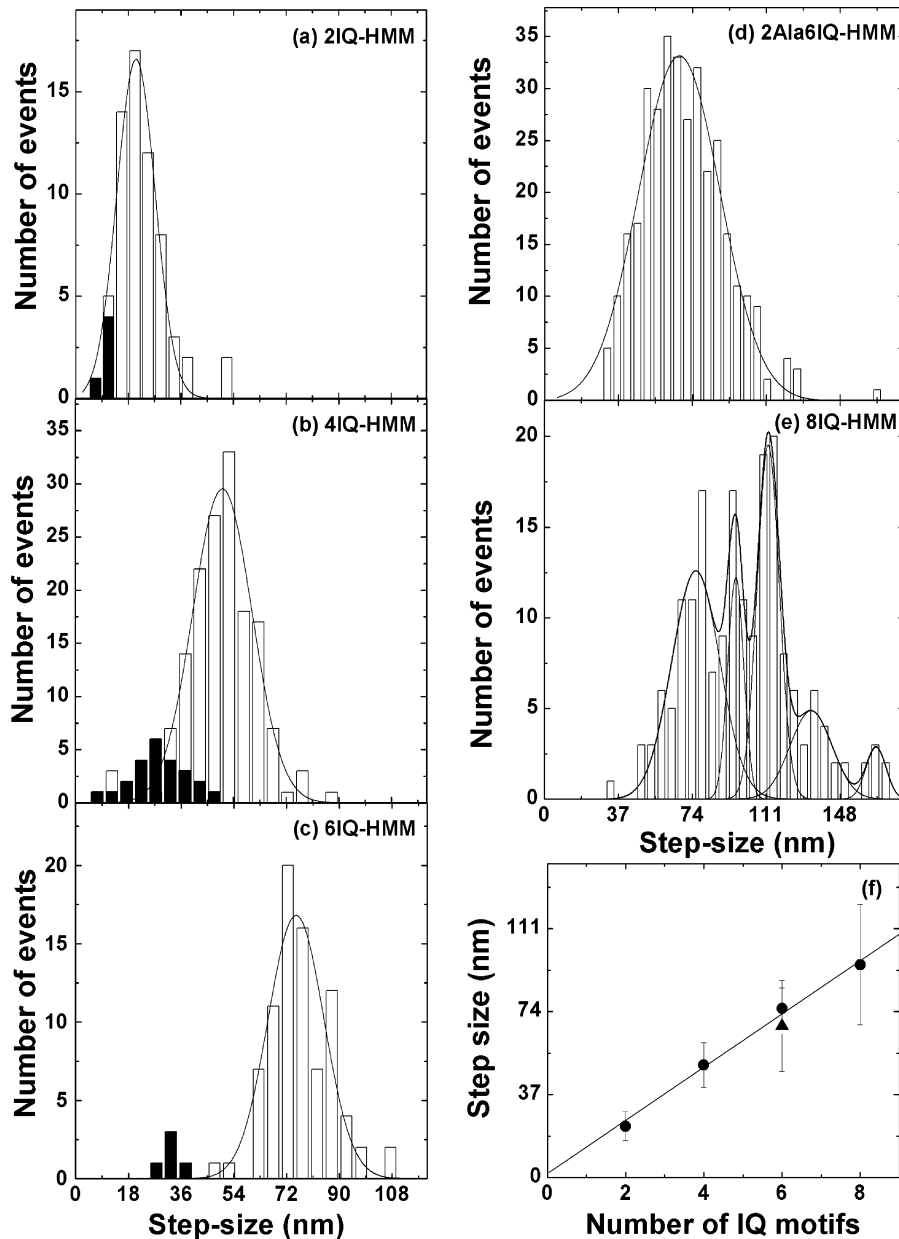 (a) 2IQ-HMM
Number of events
15
10
5
0
(b) 4IQ-HMM
Number of events
35
30
25
20
15
10
5
0
(c) 6IQ-HMM
Number of events
20
15
10
5
0
0 18 36 54 72 90 108
Step-size (nm)
(d) 2Ala6IQ-HMM
Number of events
35
30
25
20
15
10
5
0
(e) 8IQ-HMM
Number of events
20
15
10
5
0
0 37 74 111 148
Step-size (nm)
(f)
Step size (nm)
111
74
37
0
0 2 4 6 8
Number of IQ motifs